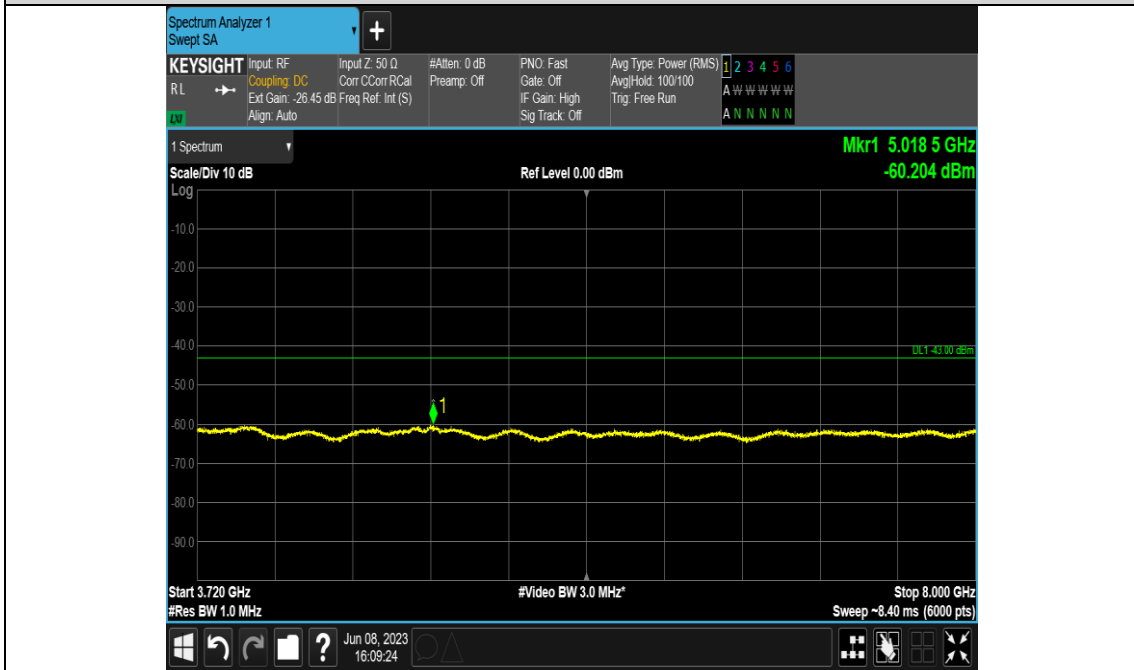 Spectrum Analyzer 1
Swept SA
+
KEYSIGHT
RL
LXI
Input: RF
Coupling: DC
Ext Gain: -26.45 dB
Align: Auto
Input Z: 50 Ω
Corr CCorr RCal
Freq Ref: Int (S)
#Atten: 0 dB
Preamp: Off
PNO: Fast
Gate: Off
IF Gain: High
Sig Track: Off
Avg Type: Power (RMS)
Avg|Hold: 100/100
Trig: Free Run
1 2 3 4 5 6
A W W W W W
A N N N N N
1 Spectrum
Mkr1 5.018 5 GHz
Scale/Div 10 dB
Ref Level 0.00 dBm
-60.204 dBm
Log
-10.0
-20.0
-30.0
-40.0
DL1 -43.00 dBm
-50.0
1
-60.0
-70.0
-80.0
-90.0
Start 3.720 GHz
#Video BW 3.0 MHz*
Stop 8.000 GHz
#Res BW 1.0 MHz
Sweep ~8.40 ms (6000 pts)
?
Jun 08, 2023
16:09:24